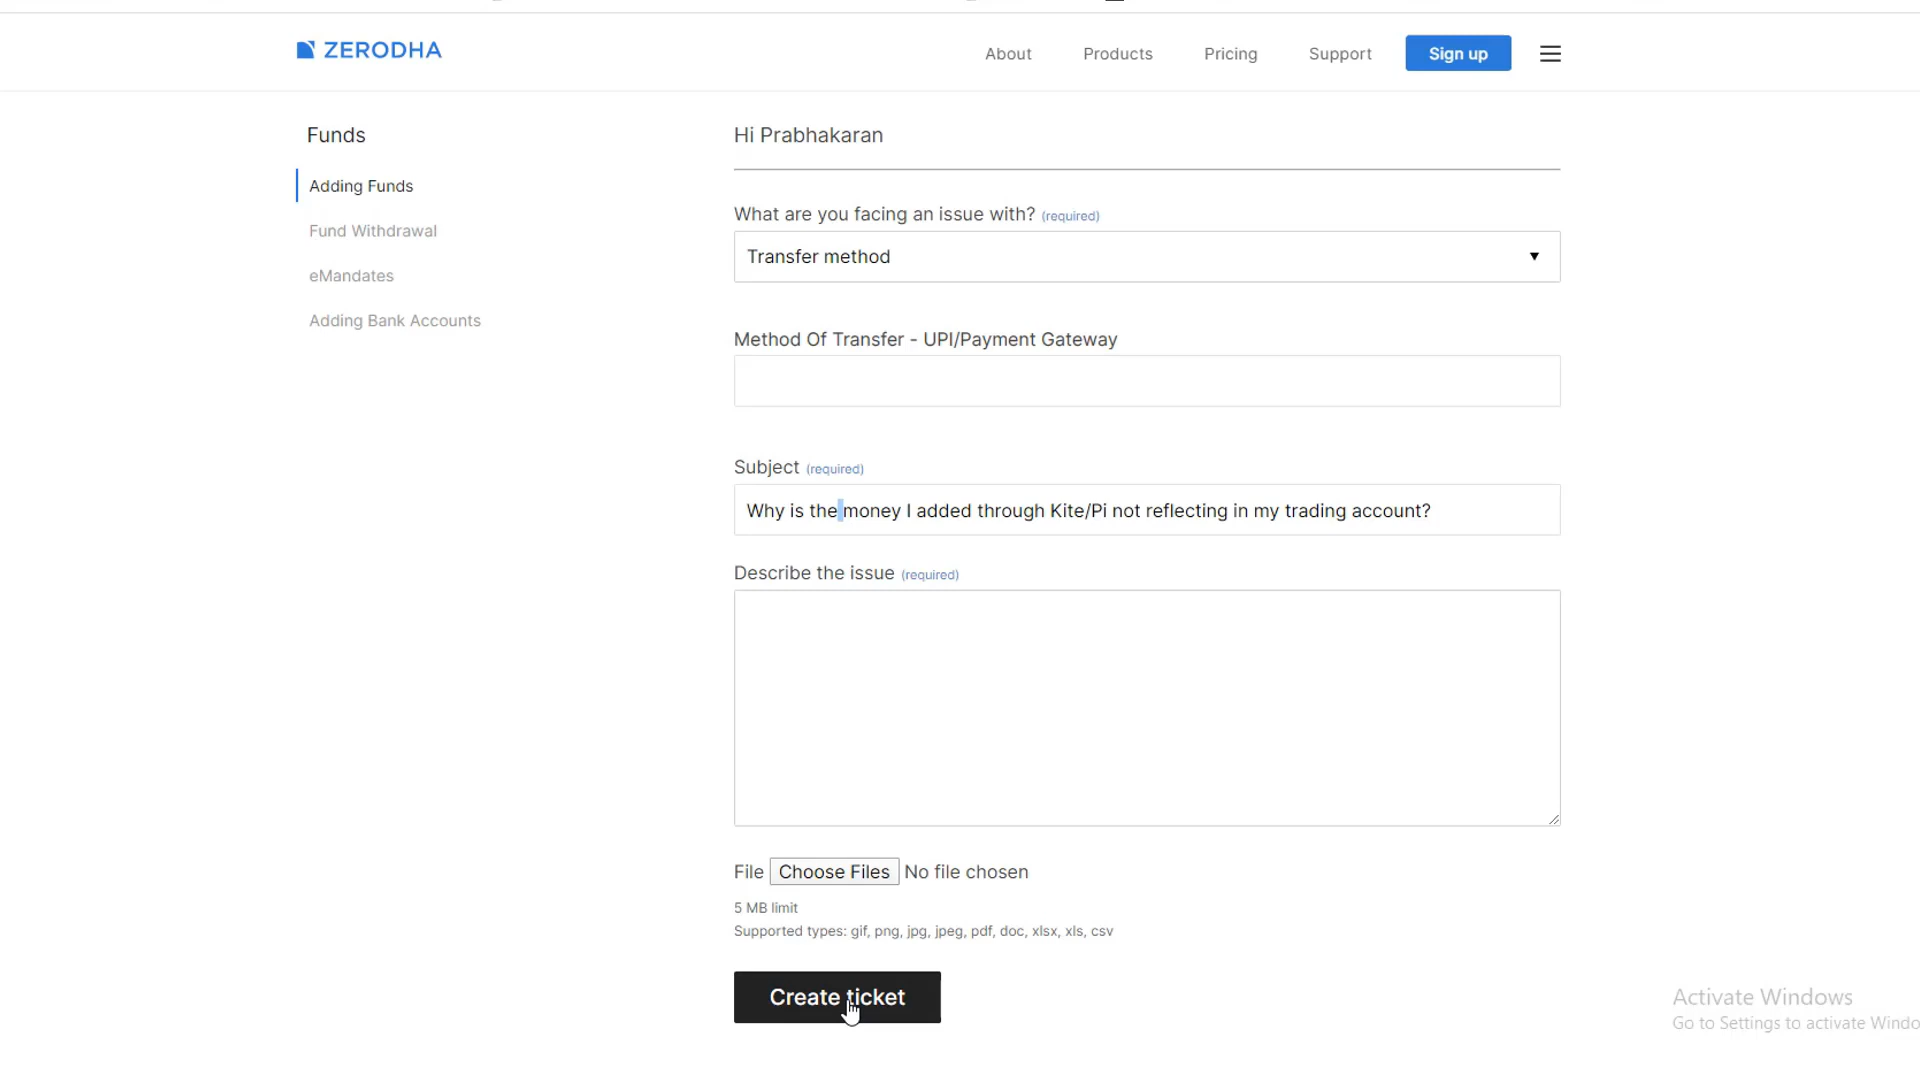 ZERODHA
About Products Pricing Support Sign up
Funds
Adding Funds
Fund Withdrawal
eMandates
Adding Bank Accounts
Hi Prabhakaran
What are you facing an issue with? (required)
Transfer method
Method Of Transfer - UPI/Payment Gateway
Subject (required)
Why is the money I added through Kite/Pi not reflecting in my trading account?
Describe the issue (required)
File Choose Files No file chosen
5 MB limit
Supported types: gif, png, jpg, jpeg, pdf, doc, xlsx, xls, csv
Create ticket
Activate Windows
Go to Settings to activate Windo